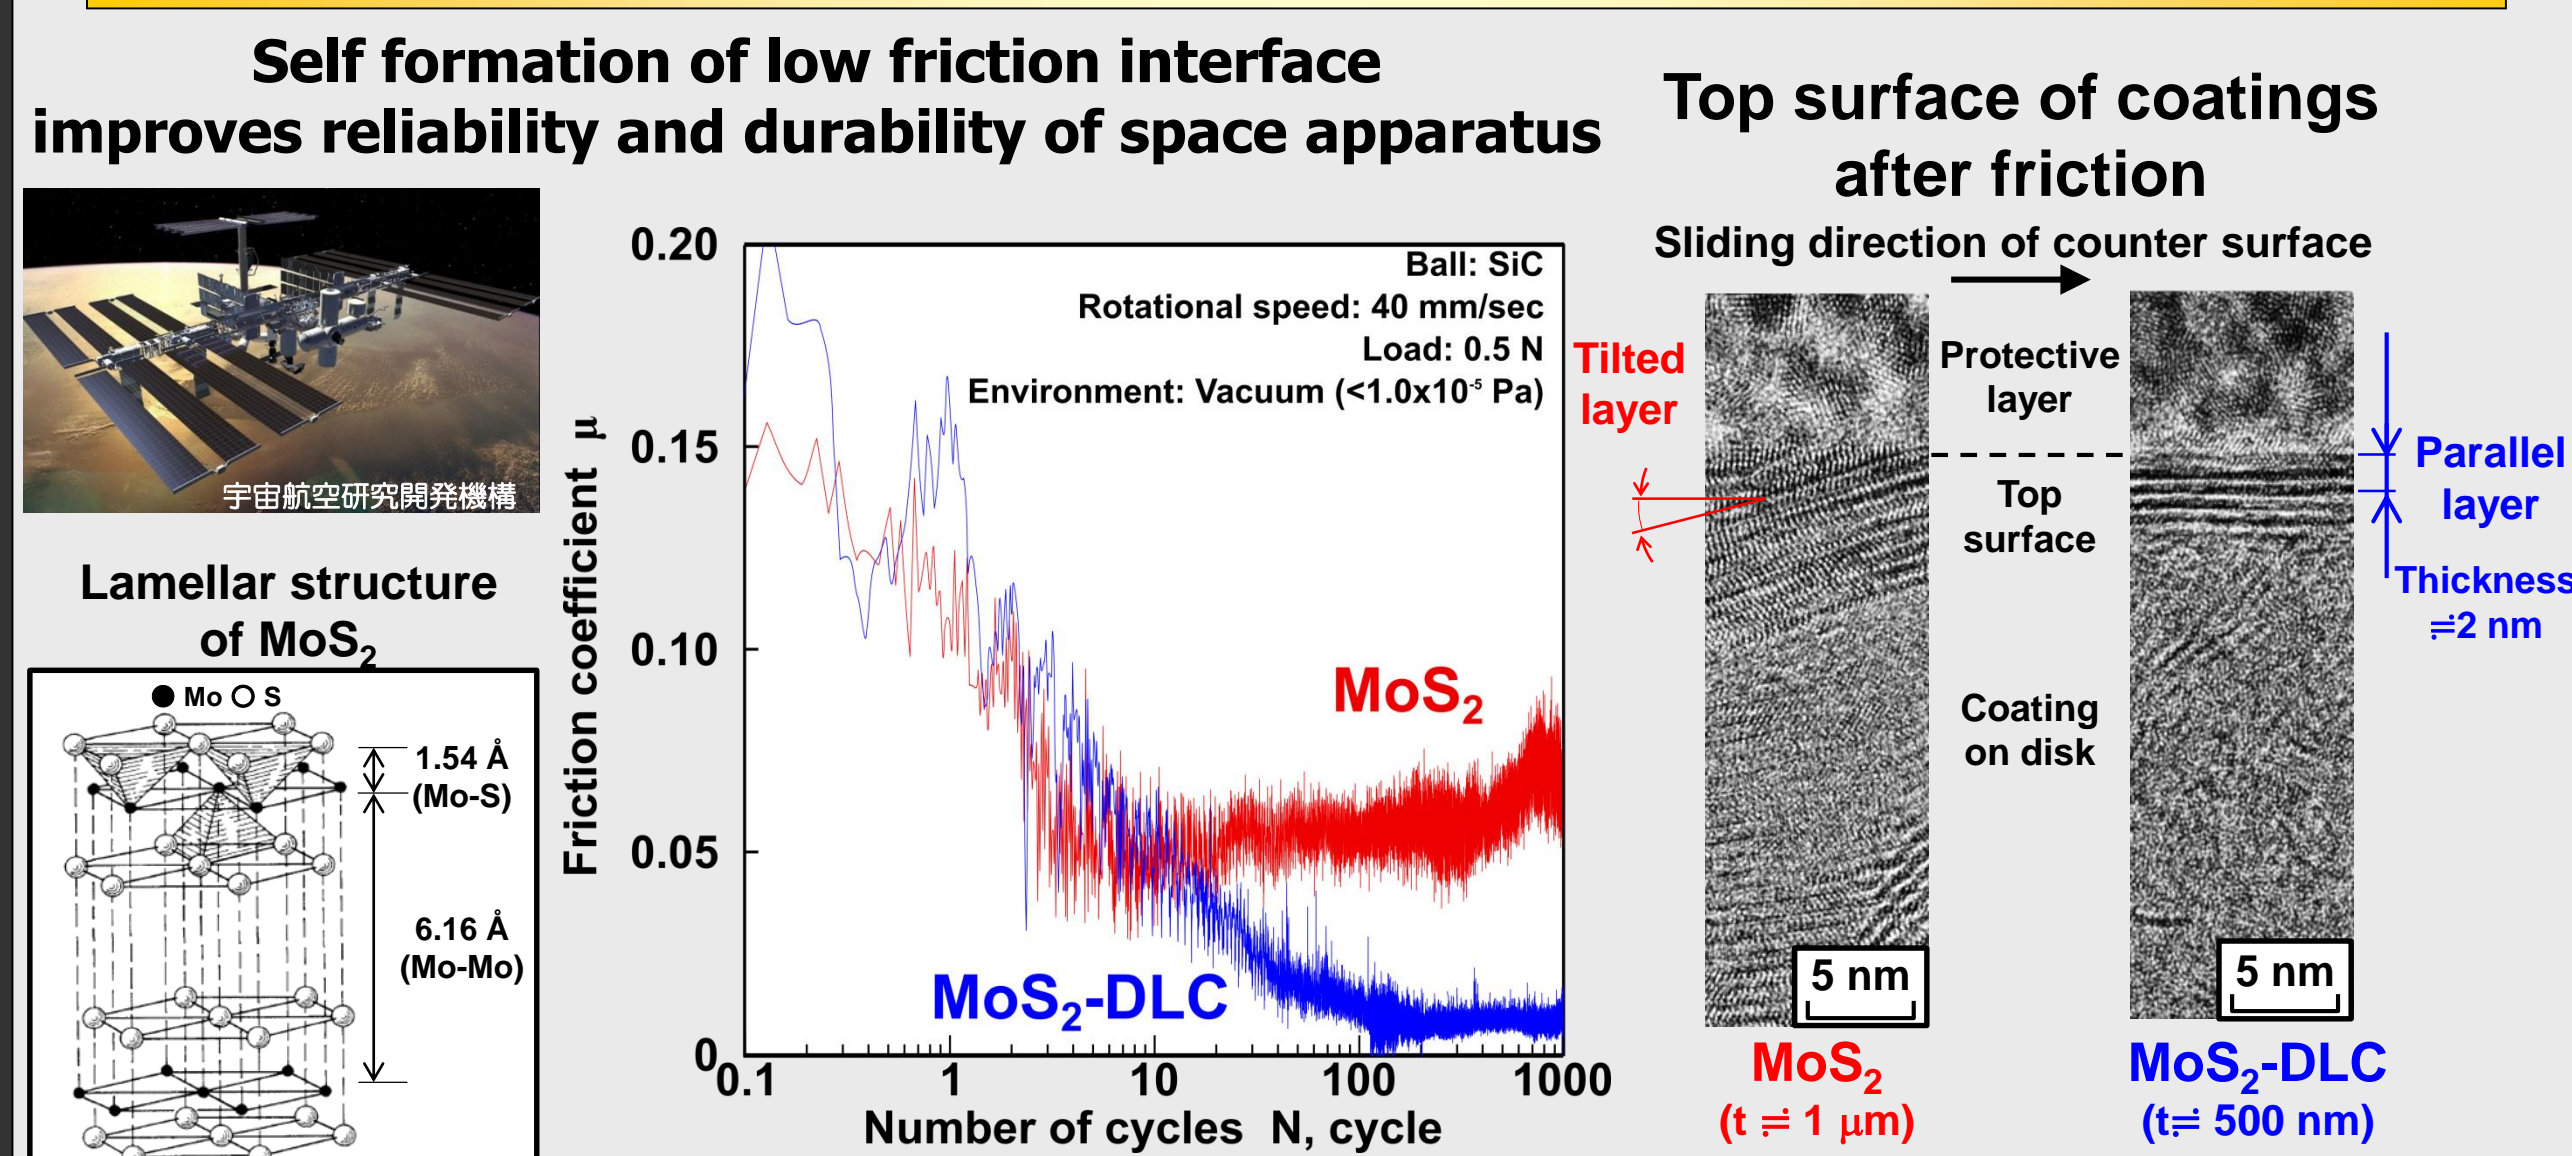 Self formation of low friction interface
improves reliability and durability of space apparatus
宇宙航空研究開発機構
Lamellar structure
of MoS₂
● Mo ○ S
1.54 Å
(Mo-S)
6.16 Å
(Mo-Mo)
Friction coefficient μ
0.20
0.15
0.10
0.05
0
Ball: SiC
Rotational speed: 40 mm/sec
Load: 0.5 N
Environment: Vacuum (<1.0x10⁻⁵ Pa)
MoS₂
MoS₂-DLC
0.1 1 10 100 1000
Number of cycles N, cycle
Top surface of coatings
after friction
Sliding direction of counter surface
Tilted
layer
Protective
layer
Top
surface
Coating
on disk
Parallel
layer
Thickness
≒2 nm
5 nm
5 nm
MoS₂
(t ≒ 1 μm)
MoS₂-DLC
(t≒ 500 nm)